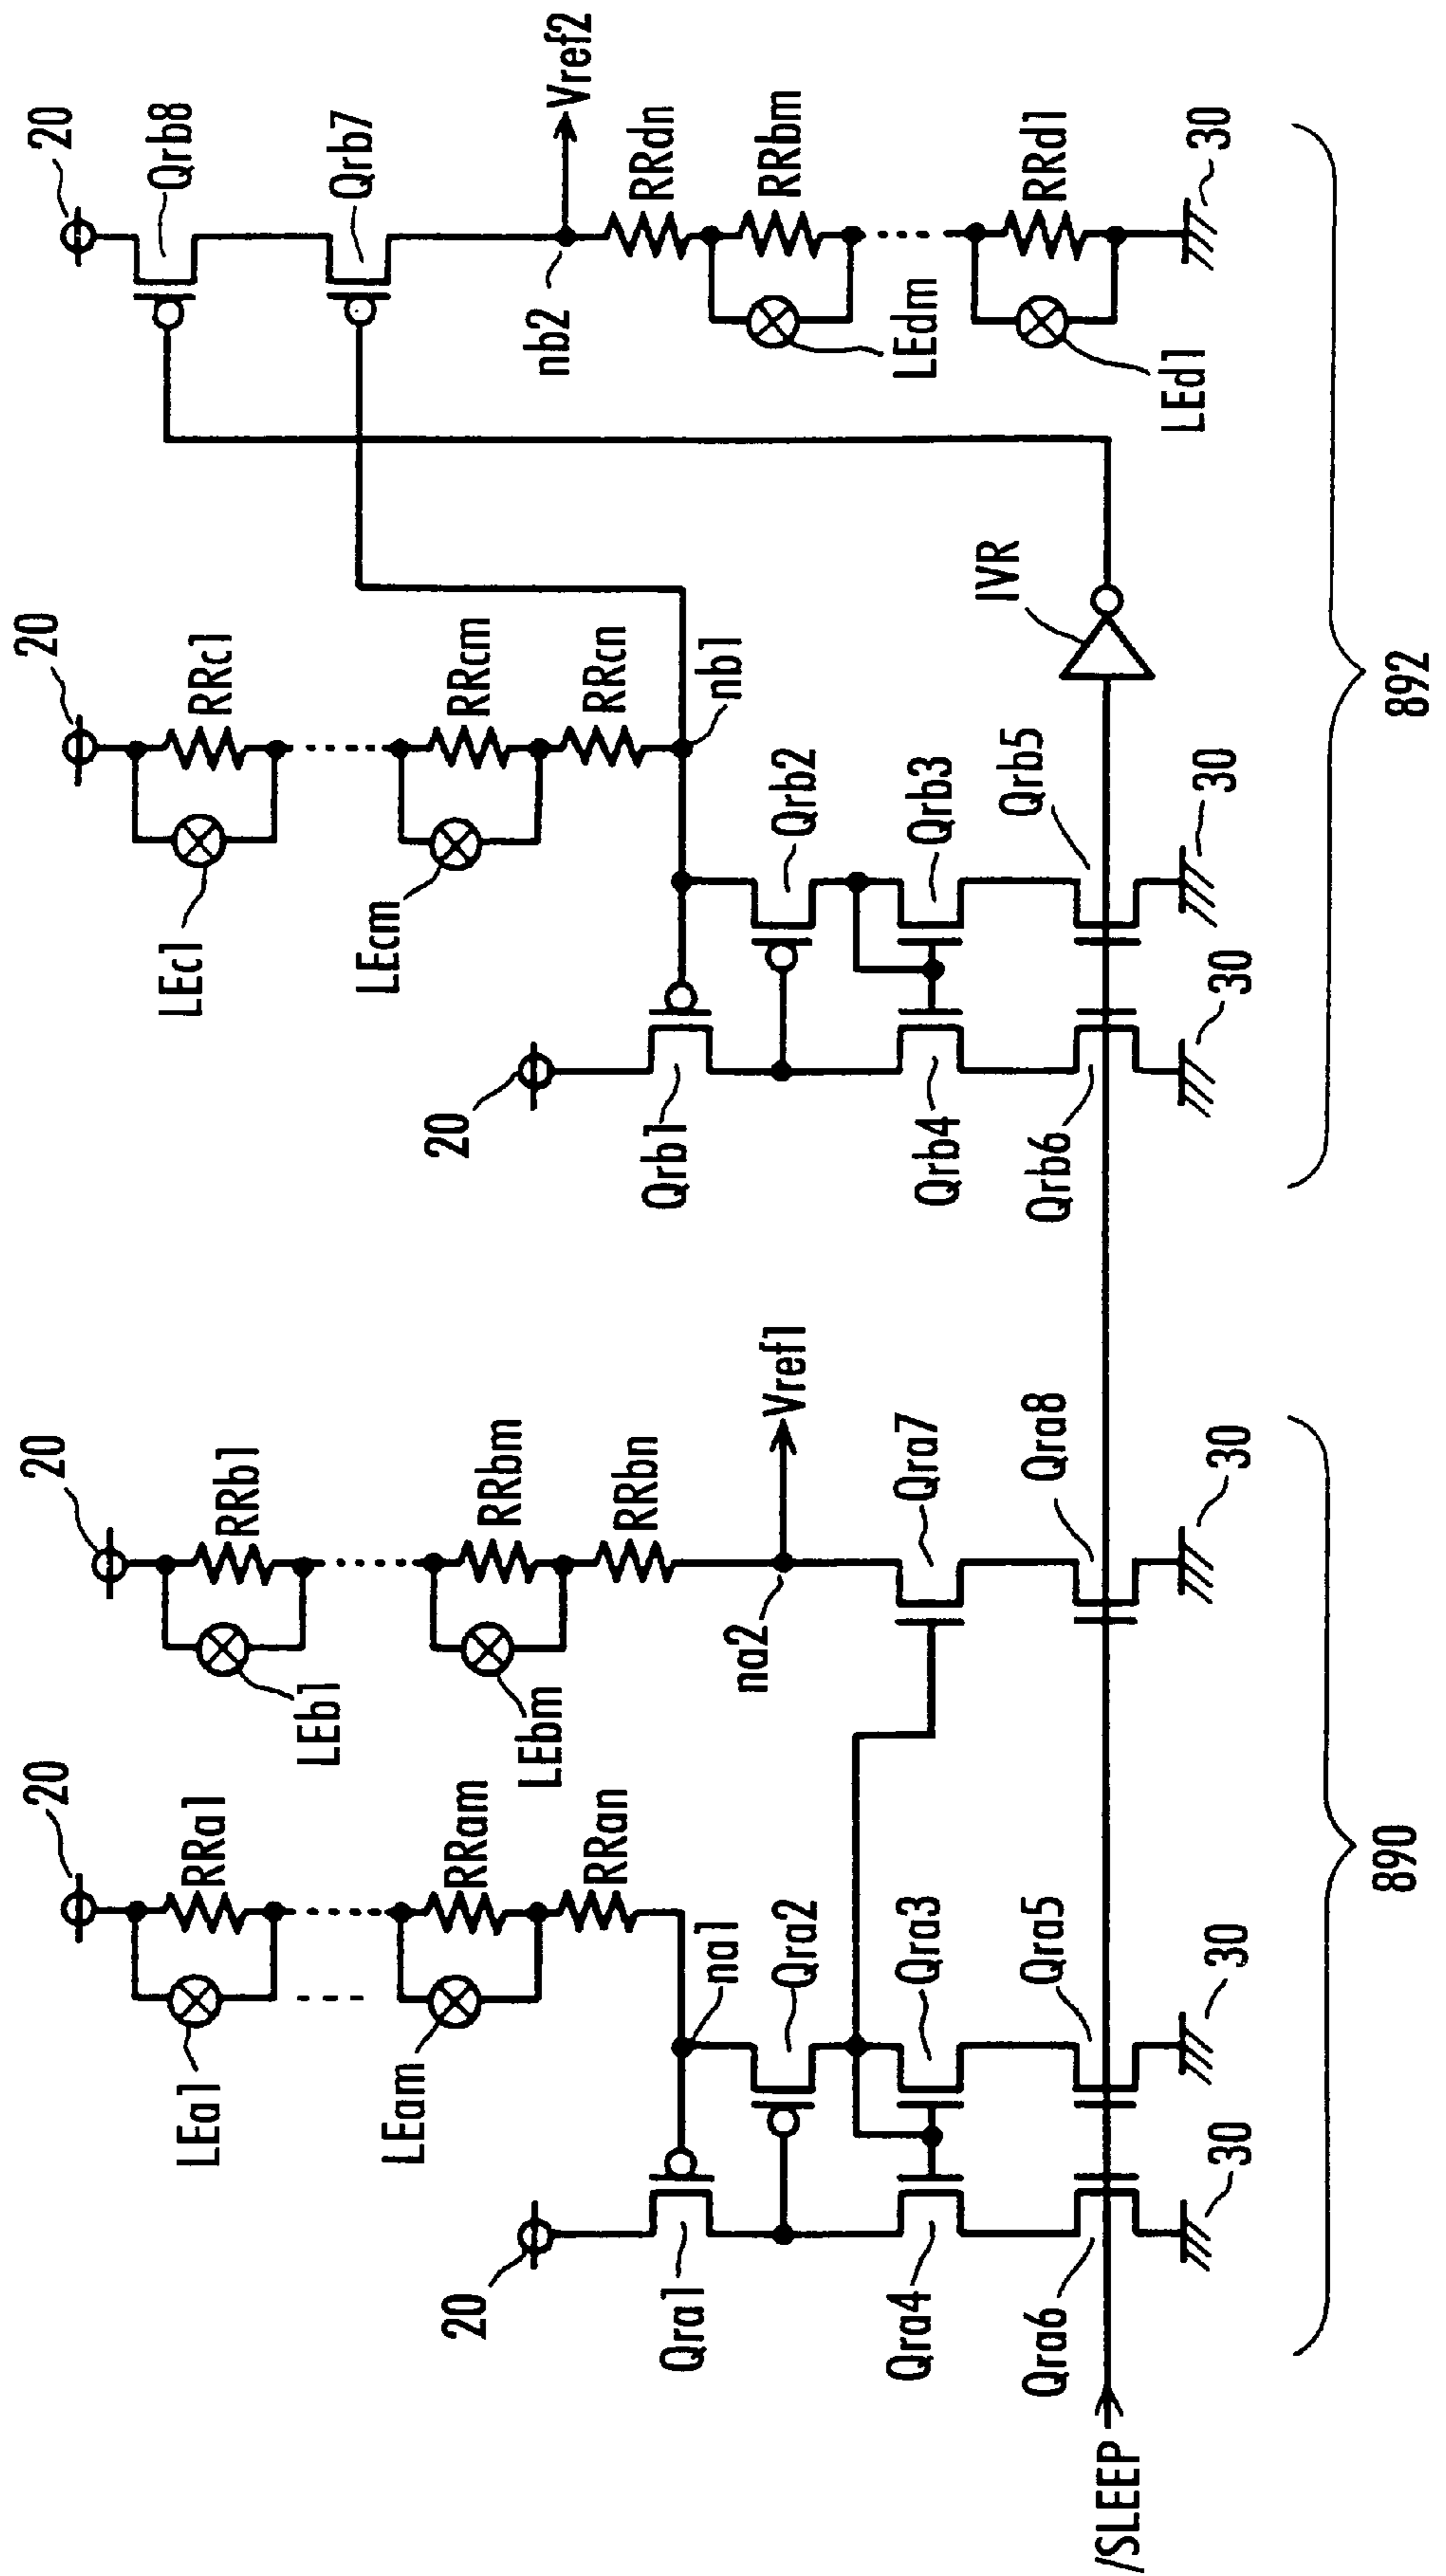 20
RRa1
LEa1
RRam
LEam
RRan
na1
20
Qra1
Qra2
Qra3
Qra4
Qra5
Qra6
30
30
/SLEEP
20
RRb1
LEb1
RRbm
LEbm
RRbn
na2
Vref1
Qra7
Qra8
30
890
20
RRc1
LEc1
RRcm
LEcm
RRcn
nb1
20
Qrb1
Qrb2
Qrb3
Qrb4
Qrb5
Qrb6
30
30
IVR
20
Qrb8
Qrb7
nb2
Vref2
RRdn
RRbm
LEdm
RRd1
LEd1
30
892